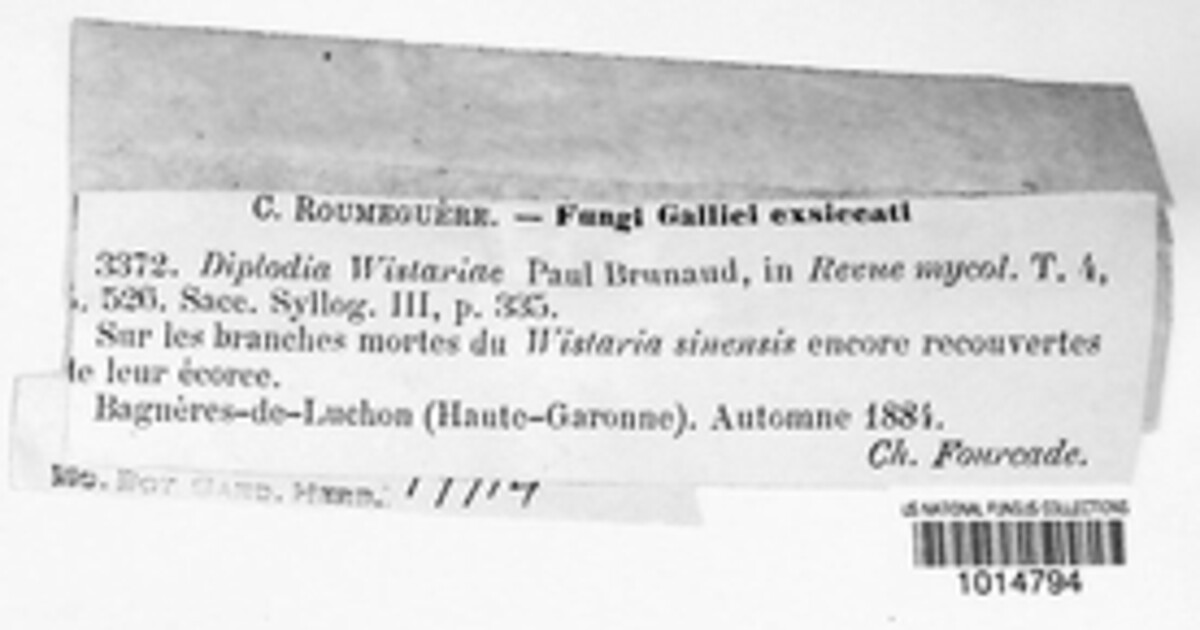 C. ROUMEGUÈRE. — Fungi Gallici exsiccati
3372. Diplodia Wistariae Paul Brunaud, in Revue mycol. T. 4,
526. Sacc. Syllog. III, p. 335.
Sur les branches mortes du Wistaria sinensis encore recouvertes
de leur écorce.
Bagnères-de-Luchon (Haute-Garonne). Automne 1884.
Ch. Fourcade.
Mo. Bot. Gard. Herb.
US NATIONAL FUNGUS COLLECTIONS
1014794